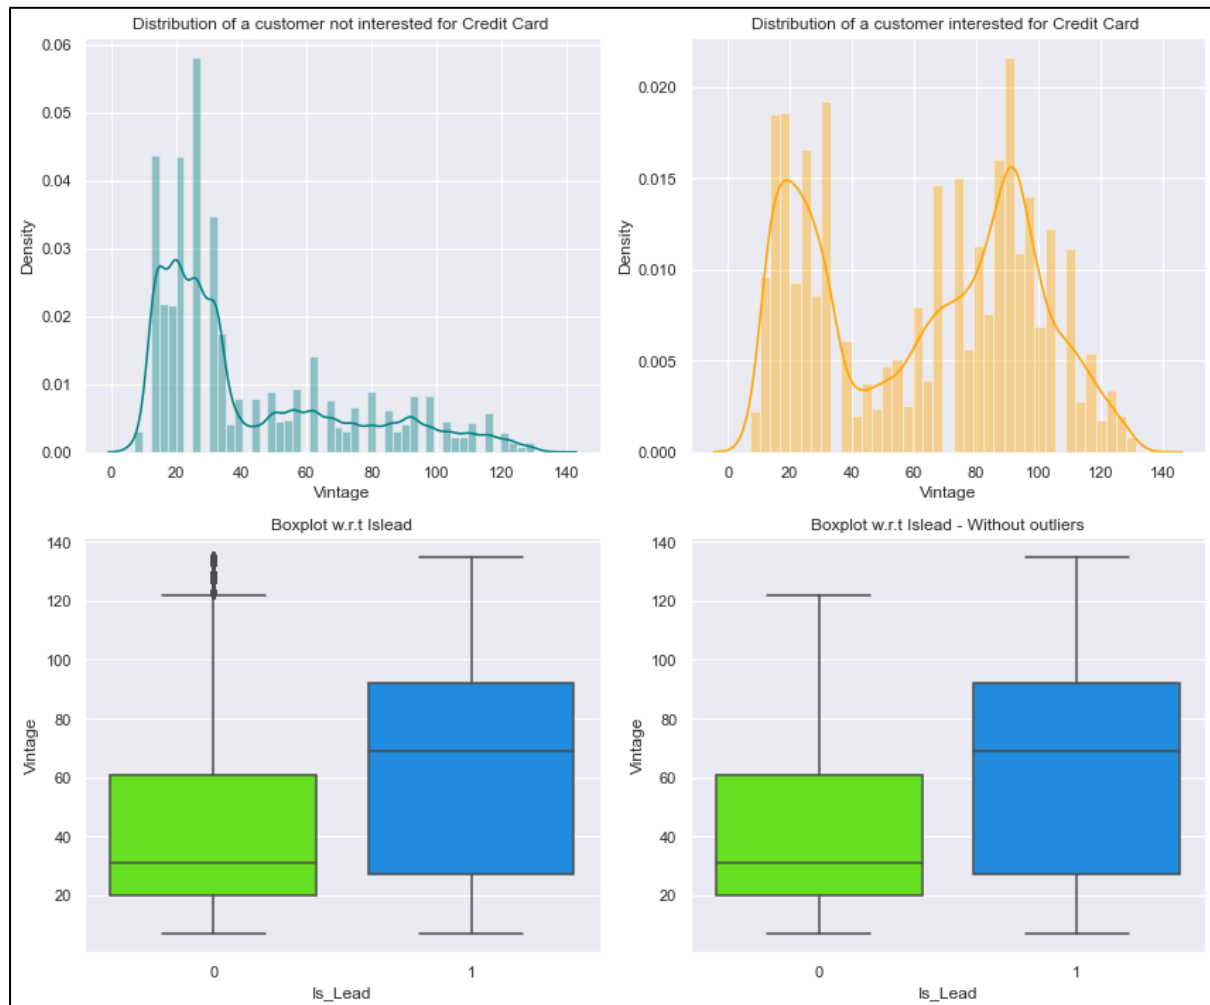 Distribution of a customer not interested for Credit Card
0.06
0.05
0.04
0.03
0.02
0.01
0.00
Density
0 20 40 60 80 100 120 140
Vintage
Distribution of a customer interested for Credit Card
0.020
0.015
0.010
0.005
0.000
Density
0 20 40 60 80 100 120 140
Vintage
Boxplot w.r.t Islead
140
120
100
80
60
40
20
Vintage
0 1
Is_Lead
Boxplot w.r.t Islead - Without outliers
140
120
100
80
60
40
20
Vintage
0 1
Is_Lead